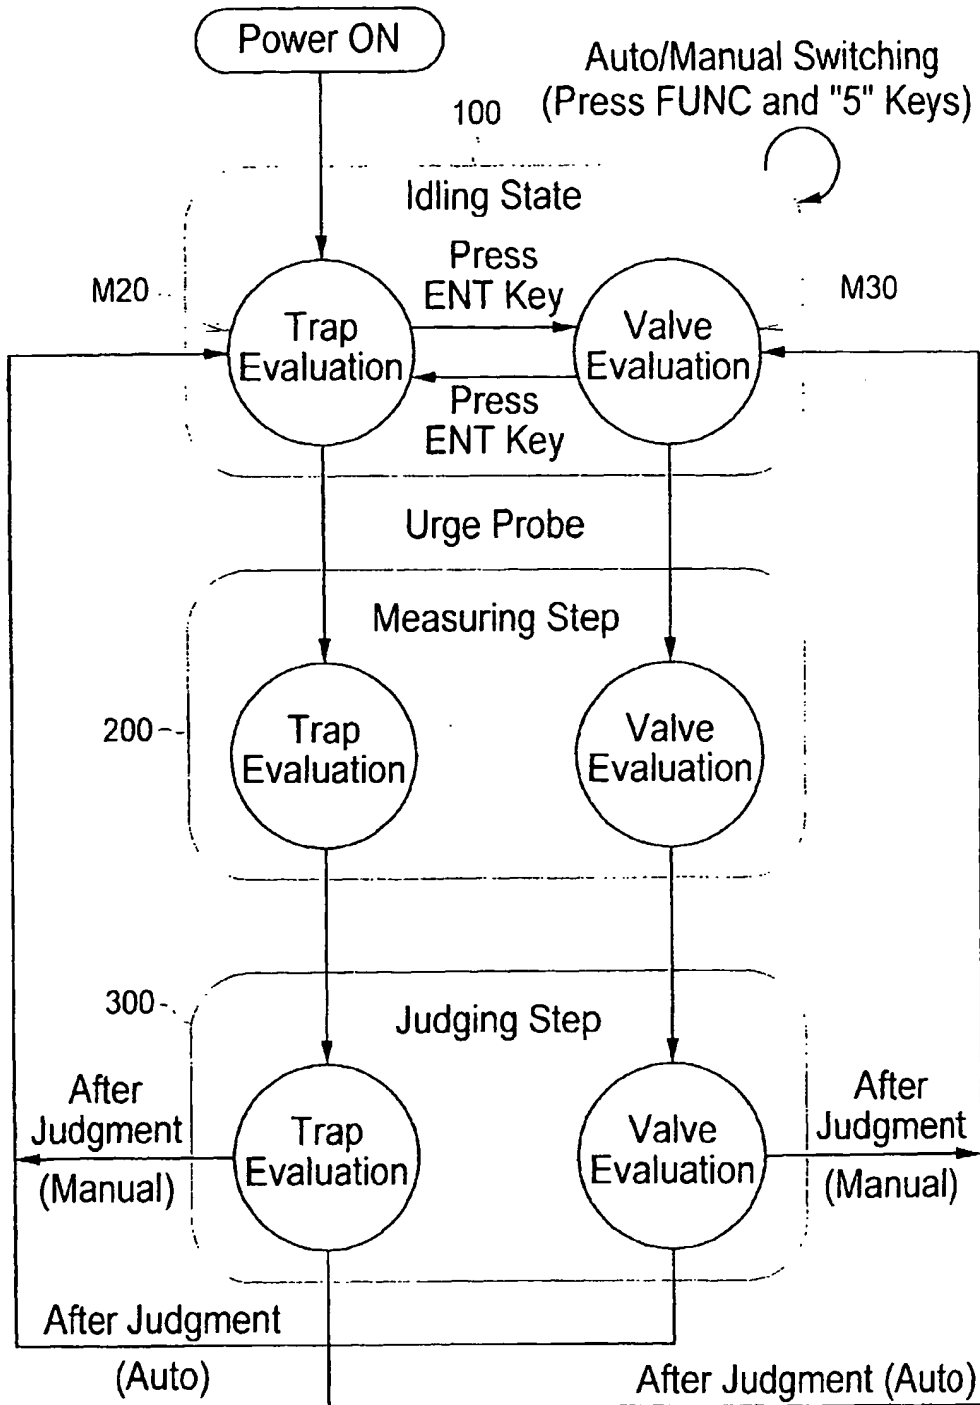 Power ON
Auto/Manual Switching
(Press FUNC and "5" Keys)
100
Idling State
M20
Press
ENT Key
M30
Trap
Evaluation
Valve
Evaluation
Press
ENT Key
Urge Probe
Measuring Step
200
Trap
Evaluation
Valve
Evaluation
300
Judging Step
After
Judgment
(Manual)
Trap
Evaluation
Valve
Evaluation
After
Judgment
(Manual)
After Judgment
(Auto)
After Judgment (Auto)